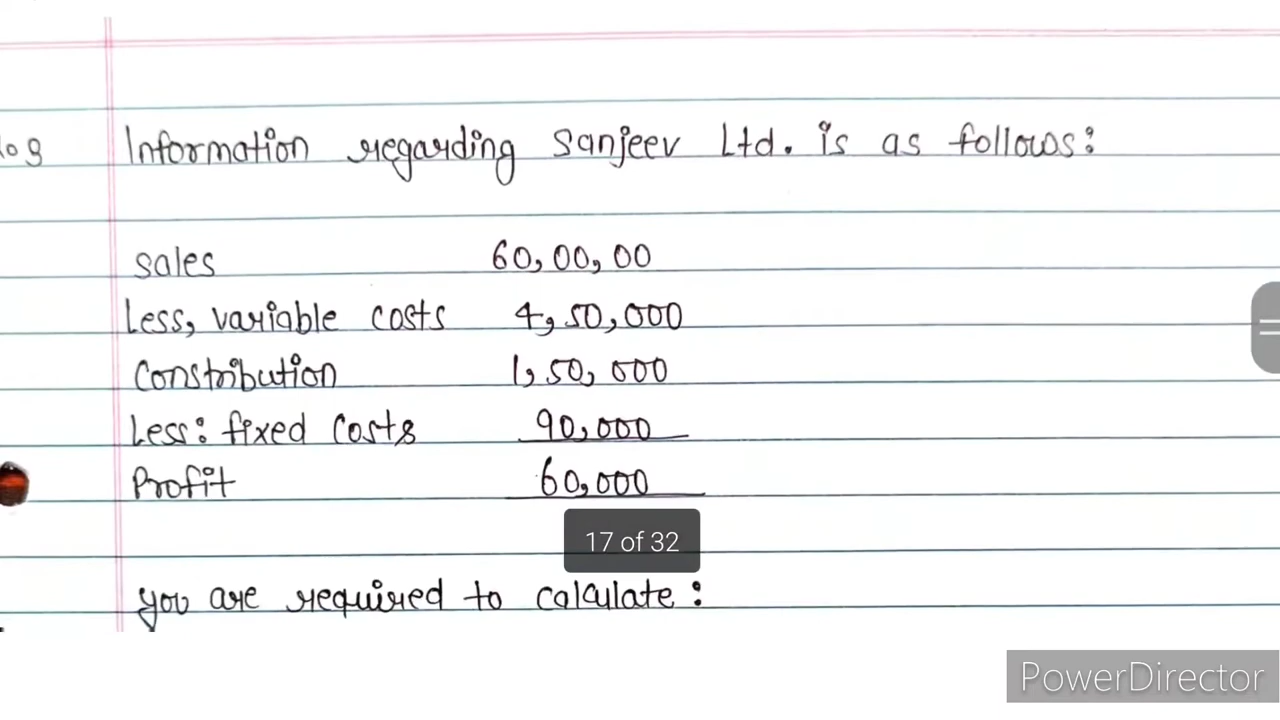 Information regarding Sanjeev Ltd. is as follows:
sales 60,00,00
Less, variable costs 4,50,000
Constribution 1,50,000
Less: fixed costs 90,000
Profit 60,000
17 of 32
you are required to calculate:
PowerDirector